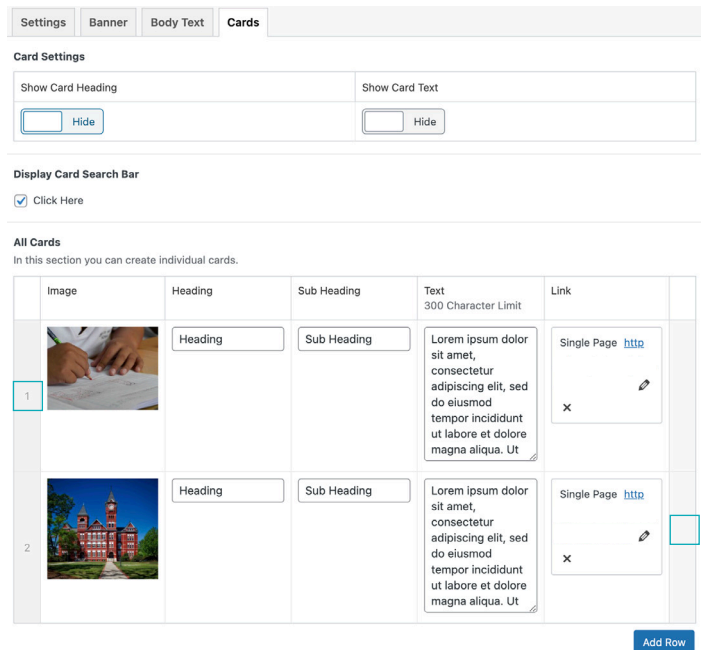 Settings Banner Body Text Cards
Card Settings
Show Card Heading Show Card Text
Hide Hide
Display Card Search Bar
Click Here
All Cards
In this section you can create individual cards.
Image Heading Sub Heading Text Link
300 Character Limit
1
Heading
Sub Heading
Lorem ipsum dolor
sit amet,
consectetur
adipiscing elit, sed
do eiusmod
tempor incididunt
ut labore et dolore
magna aliqua. Ut
Single Page http
2
Heading
Sub Heading
Lorem ipsum dolor
sit amet,
consectetur
adipiscing elit, sed
do eiusmod
tempor incididunt
ut labore et dolore
magna aliqua. Ut
Single Page http
Add Row